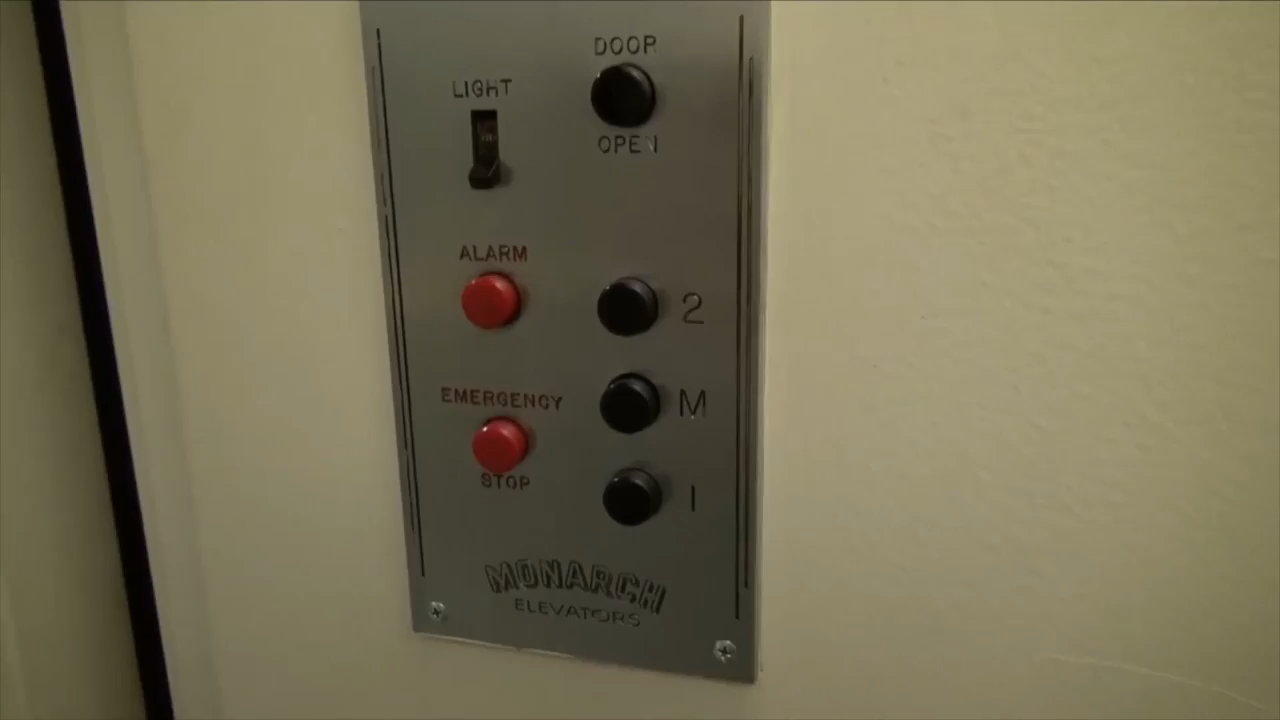 DOOR
LIGHT
OPEN
ALARM
2
EMERGENCY
M
STOP
1
MONARCH
ELEVATORS